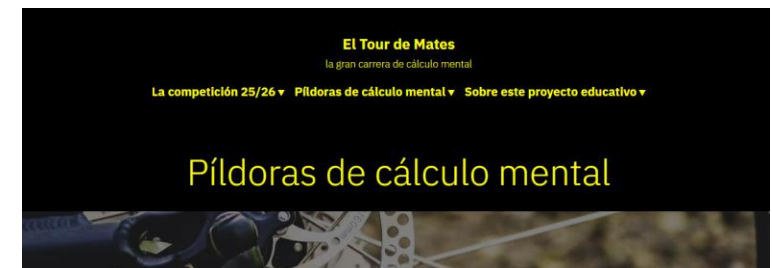 El Tour de Mates
la gran carrera de cálculo mental
La competición 25/26 ▾ Píldoras de cálculo mental ▾ Sobre este proyecto educativo ▾
Píldoras de cálculo mental